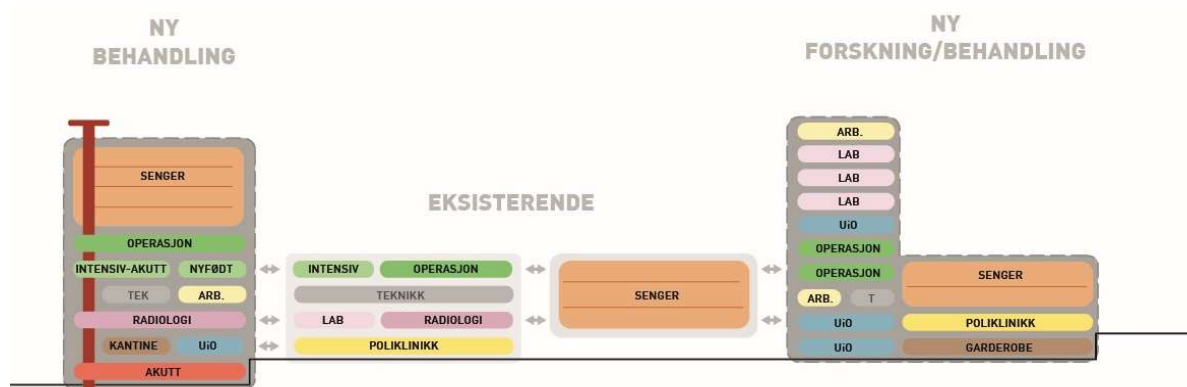 NY
BEHANDLING
SENGER
OPERASJON
INTENSIV-AKUTT NYFØDT
TEK ARB.
RADIOLOGI
KANTINE UiO
AKUTT
EKSISTERENDE
INTENSIV OPERASJON
TEKNIKK
LAB RADIOLOGI
POLIKLINIKK
SENGER
NY
FORSKNING/BEHANDLING
ARB.
LAB
LAB
LAB
UiO
OPERASJON
OPERASJON
SENGER
ARB. T
UiO POLIKLINIKK
UiO GARDEROBE